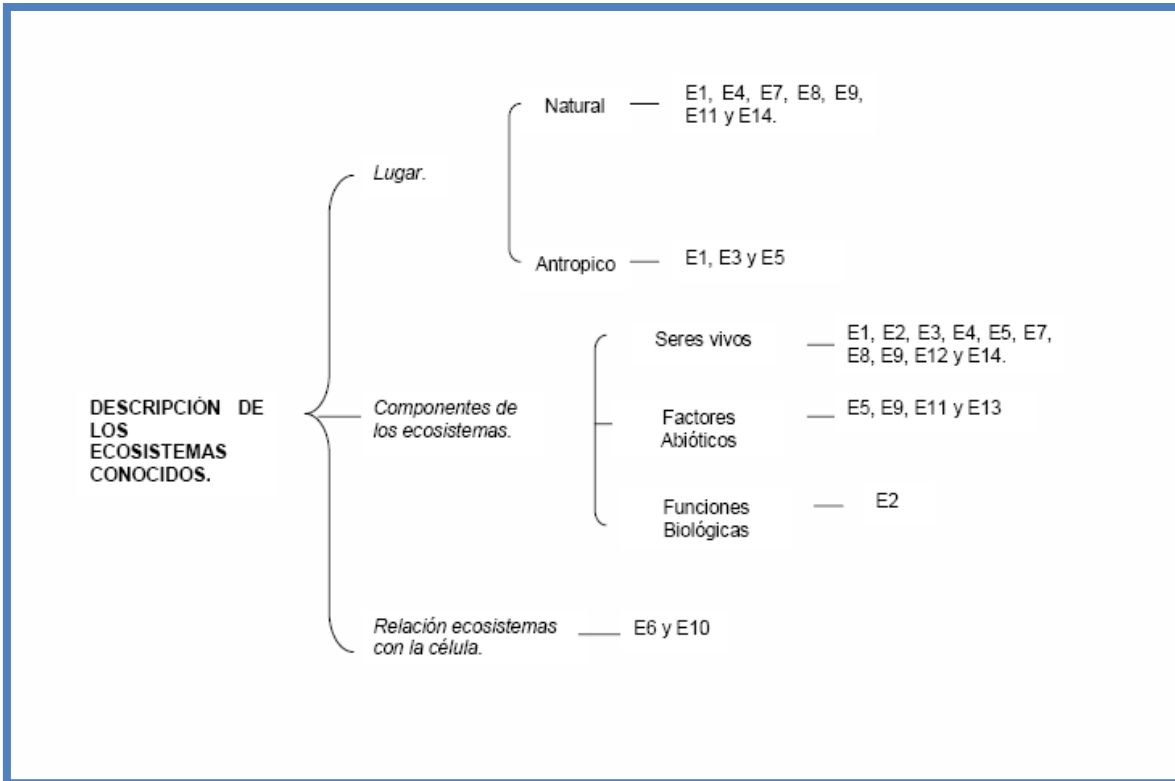 Natural
E1, E4, E7, E8, E9,
E11 y E14.
Lugar.
Antropico
E1, E3 y E5
Seres vivos
E1, E2, E3, E4, E5, E7,
E8, E9, E12 y E14.
DESCRIPCIÓN DE
LOS
ECOSISTEMAS
CONOCIDOS.
Componentes de
los ecosistemas.
Factores
Abióticos
E5, E9, E11 y E13
Funciones
Biológicas
E2
Relación ecosistemas
con la célula.
E6 y E10